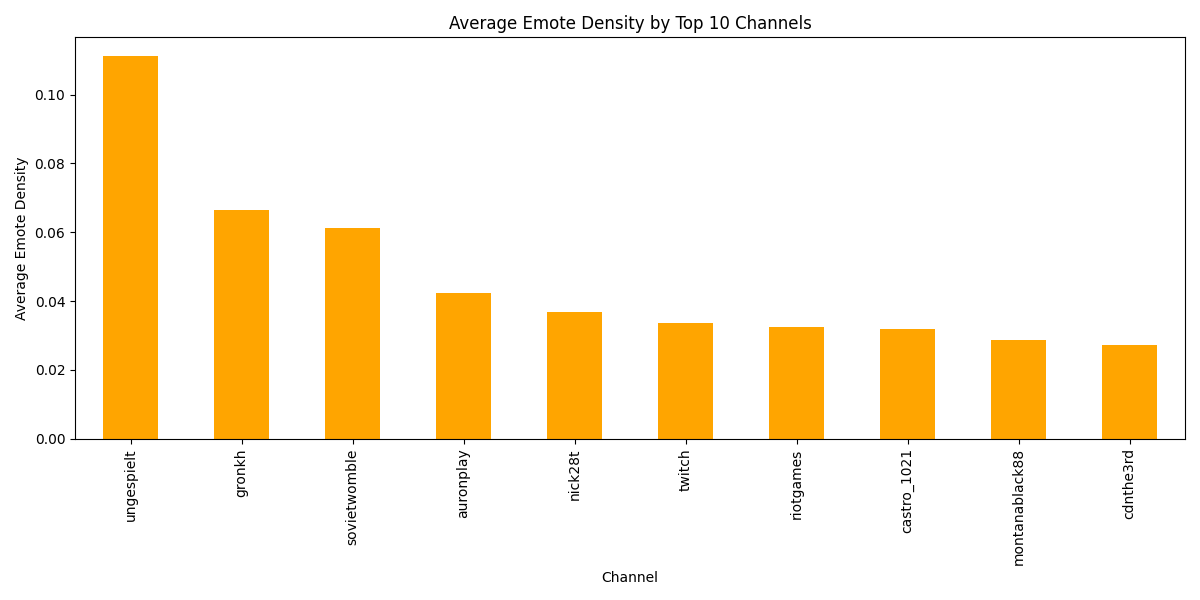 Average Emote Density by Top 10 Channels
Average Emote Density
0.10
0.08
0.06
0.04
0.02
0.00
ungespielt
gronkh
sovietwomble
auronplay
nick28t
twitch
riotgames
castro_1021
montanablack88
cdnthe3rd
Channel